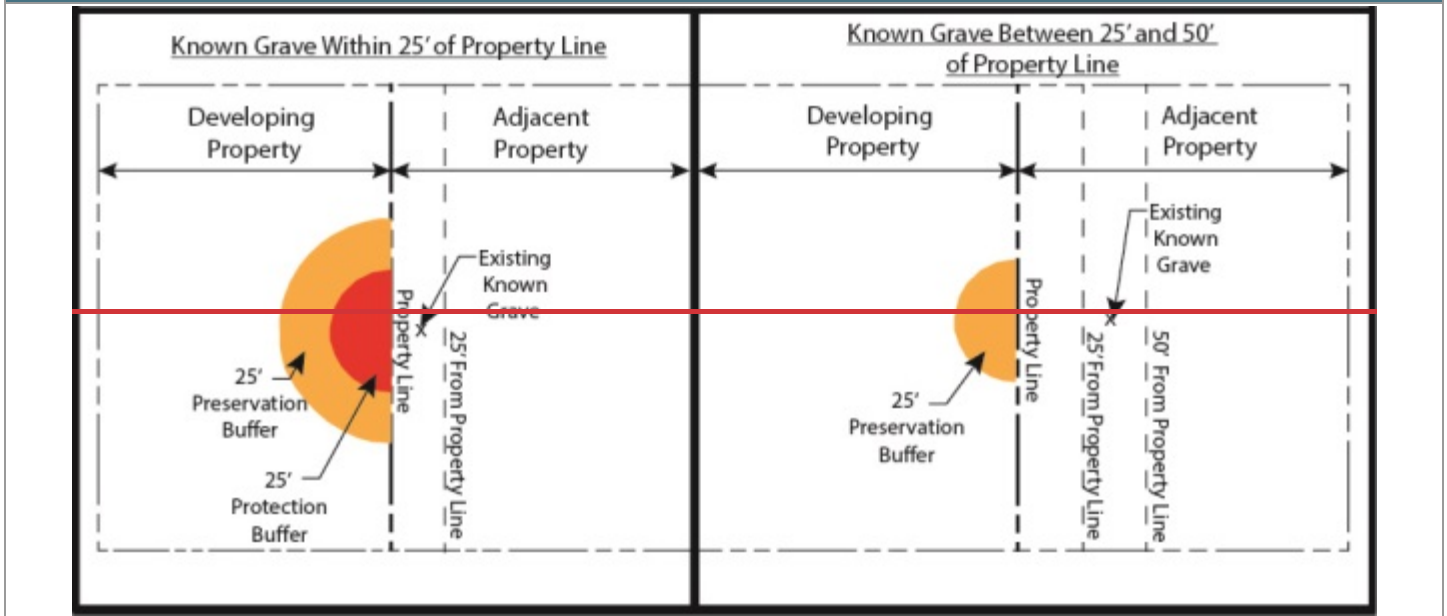 Known Grave Within 25' of Property Line
Developing
Property
Adjacent
Property
Existing
Known
Grave
Property Line
25' From Property Line
25'
Preservation
Buffer
25'
Protection
Buffer
Known Grave Between 25' and 50'
of Property Line
Developing
Property
Adjacent
Property
Existing
Known
Grave
Property Line
25' From Property Line
50' From Property Line
25'
Preservation
Buffer